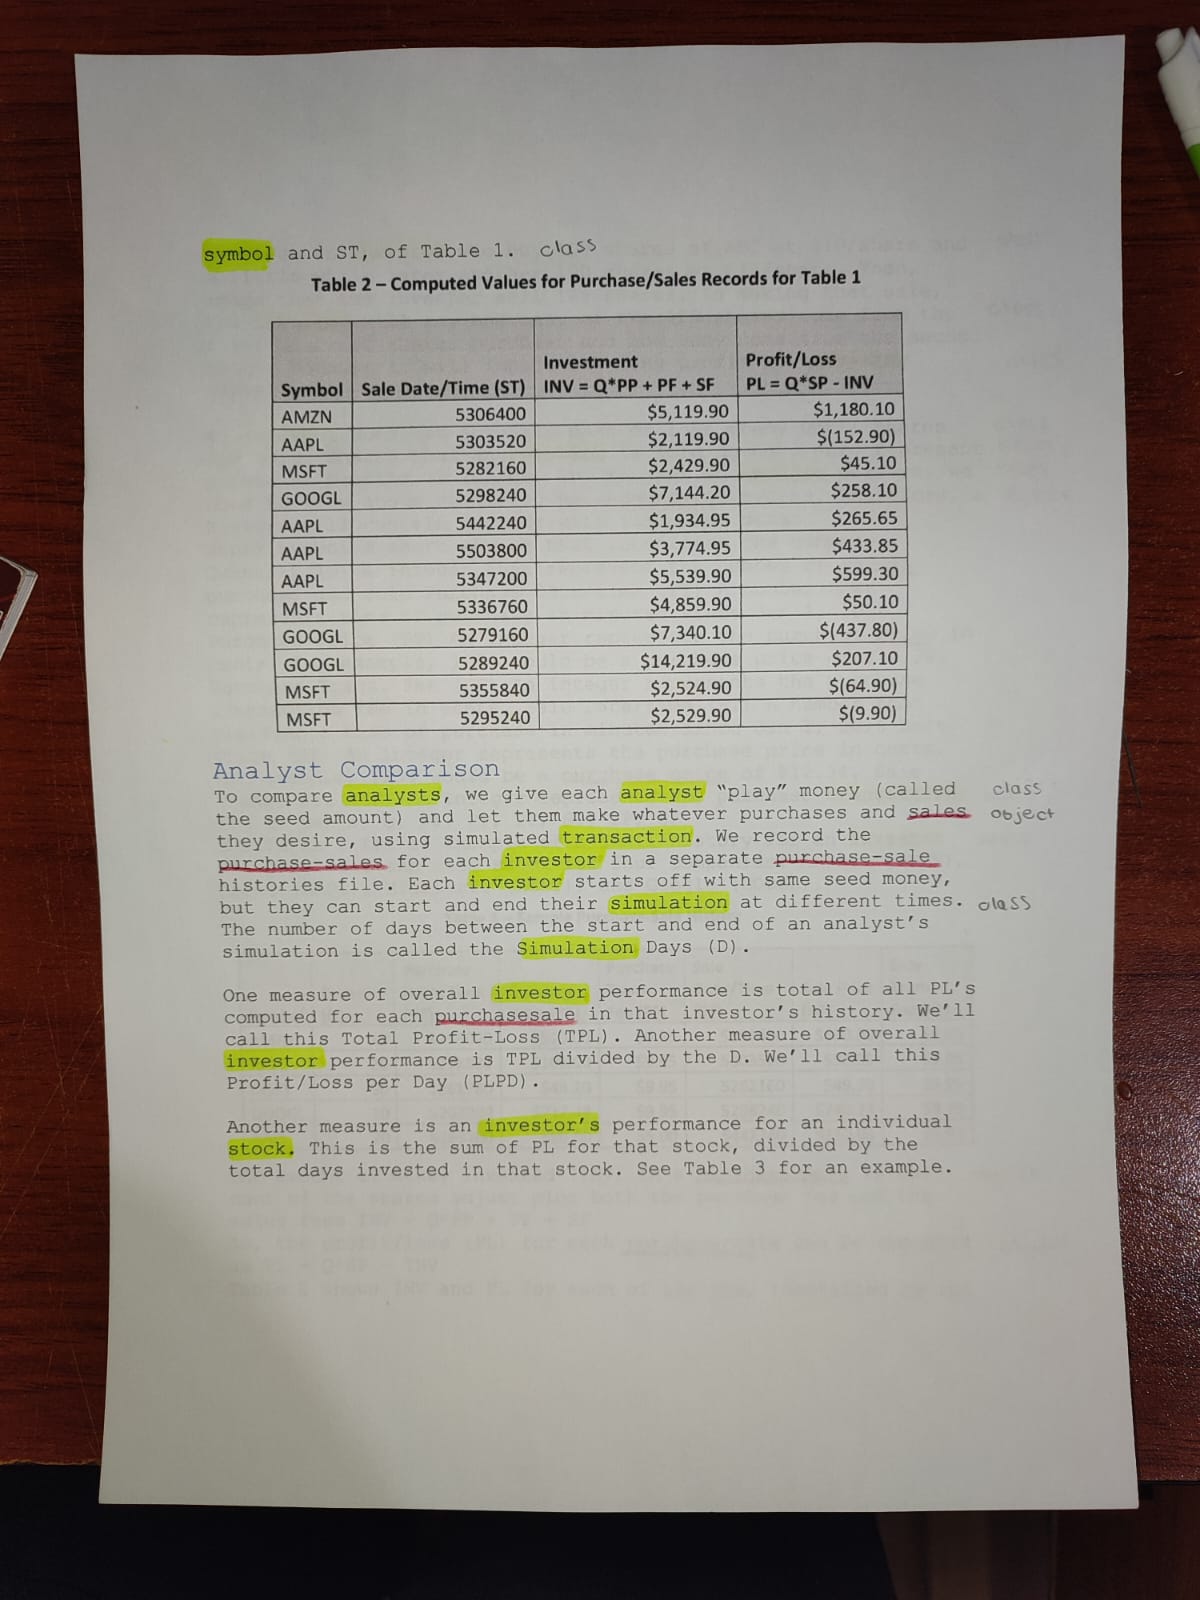 symbol and ST, of Table 1. class
Table 2 – Computed Values for Purchase/Sales Records for Table 1
Symbol Sale Date/Time (ST) Investment INV = Q*PP + PF + SF Profit/Loss PL = Q*SP - INV
AMZN 5306400 $5,119.90 $1,180.10
AAPL 5303520 $2,119.90 $(152.90)
MSFT 5282160 $2,429.90 $45.10
GOOGL 5298240 $7,144.20 $258.10
AAPL 5442240 $1,934.95 $265.65
AAPL 5503800 $3,774.95 $433.85
AAPL 5347200 $5,539.90 $599.30
MSFT 5336760 $4,859.90 $50.10
GOOGL 5279160 $7,340.10 $(437.80)
GOOGL 5289240 $14,219.90 $207.10
MSFT 5355840 $2,524.90 $(64.90)
MSFT 5295240 $2,529.90 $(9.90)
Analyst Comparison
To compare analysts, we give each analyst “play” money (called class
the seed amount) and let them make whatever purchases and sales object
they desire, using simulated transaction. We record the
purchase-sales for each investor in a separate purchase-sale
histories file. Each investor starts off with same seed money,
but they can start and end their simulation at different times. class
The number of days between the start and end of an analyst’s
simulation is called the Simulation Days (D).
One measure of overall investor performance is total of all PL’s
computed for each purchasesale in that investor’s history. We’ll
call this Total Profit-Loss (TPL). Another measure of overall
investor performance is TPL divided by the D. We’ll call this
Profit/Loss per Day (PLPD).
Another measure is an investor’s performance for an individual
stock. This is the sum of PL for that stock, divided by the
total days invested in that stock. See Table 3 for an example.